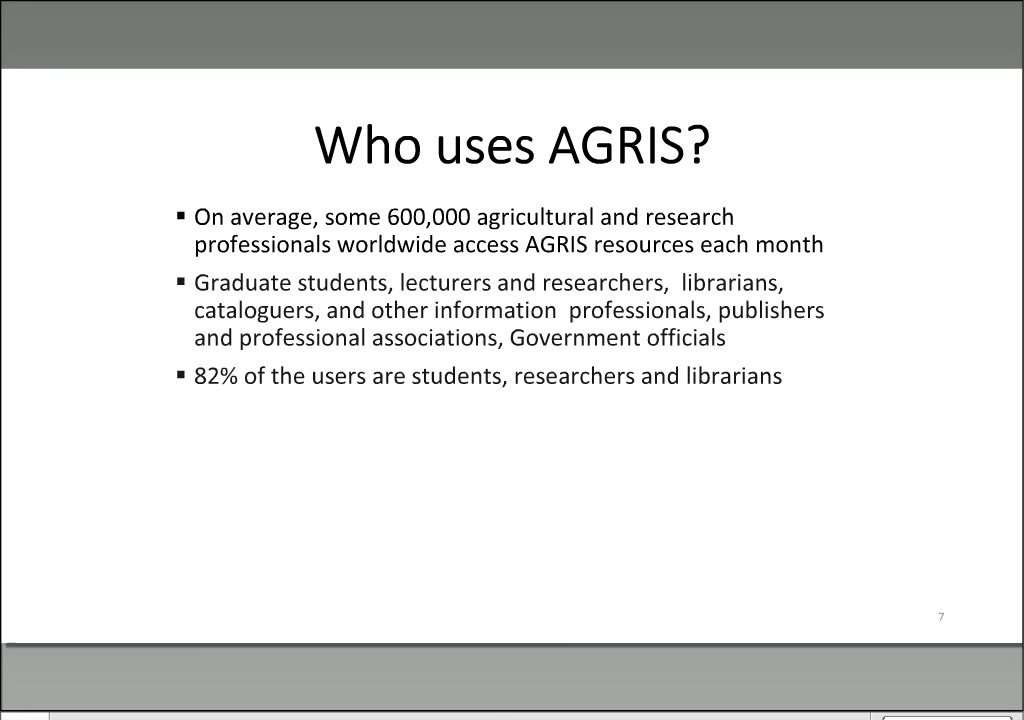 Who uses AGRIS?
▪ On average, some 600,000 agricultural and research
professionals worldwide access AGRIS resources each month
▪ Graduate students, lecturers and researchers,  librarians,
cataloguers, and other information  professionals, publishers
and professional associations, Government officials
▪ 82% of the users are students, researchers and librarians
7